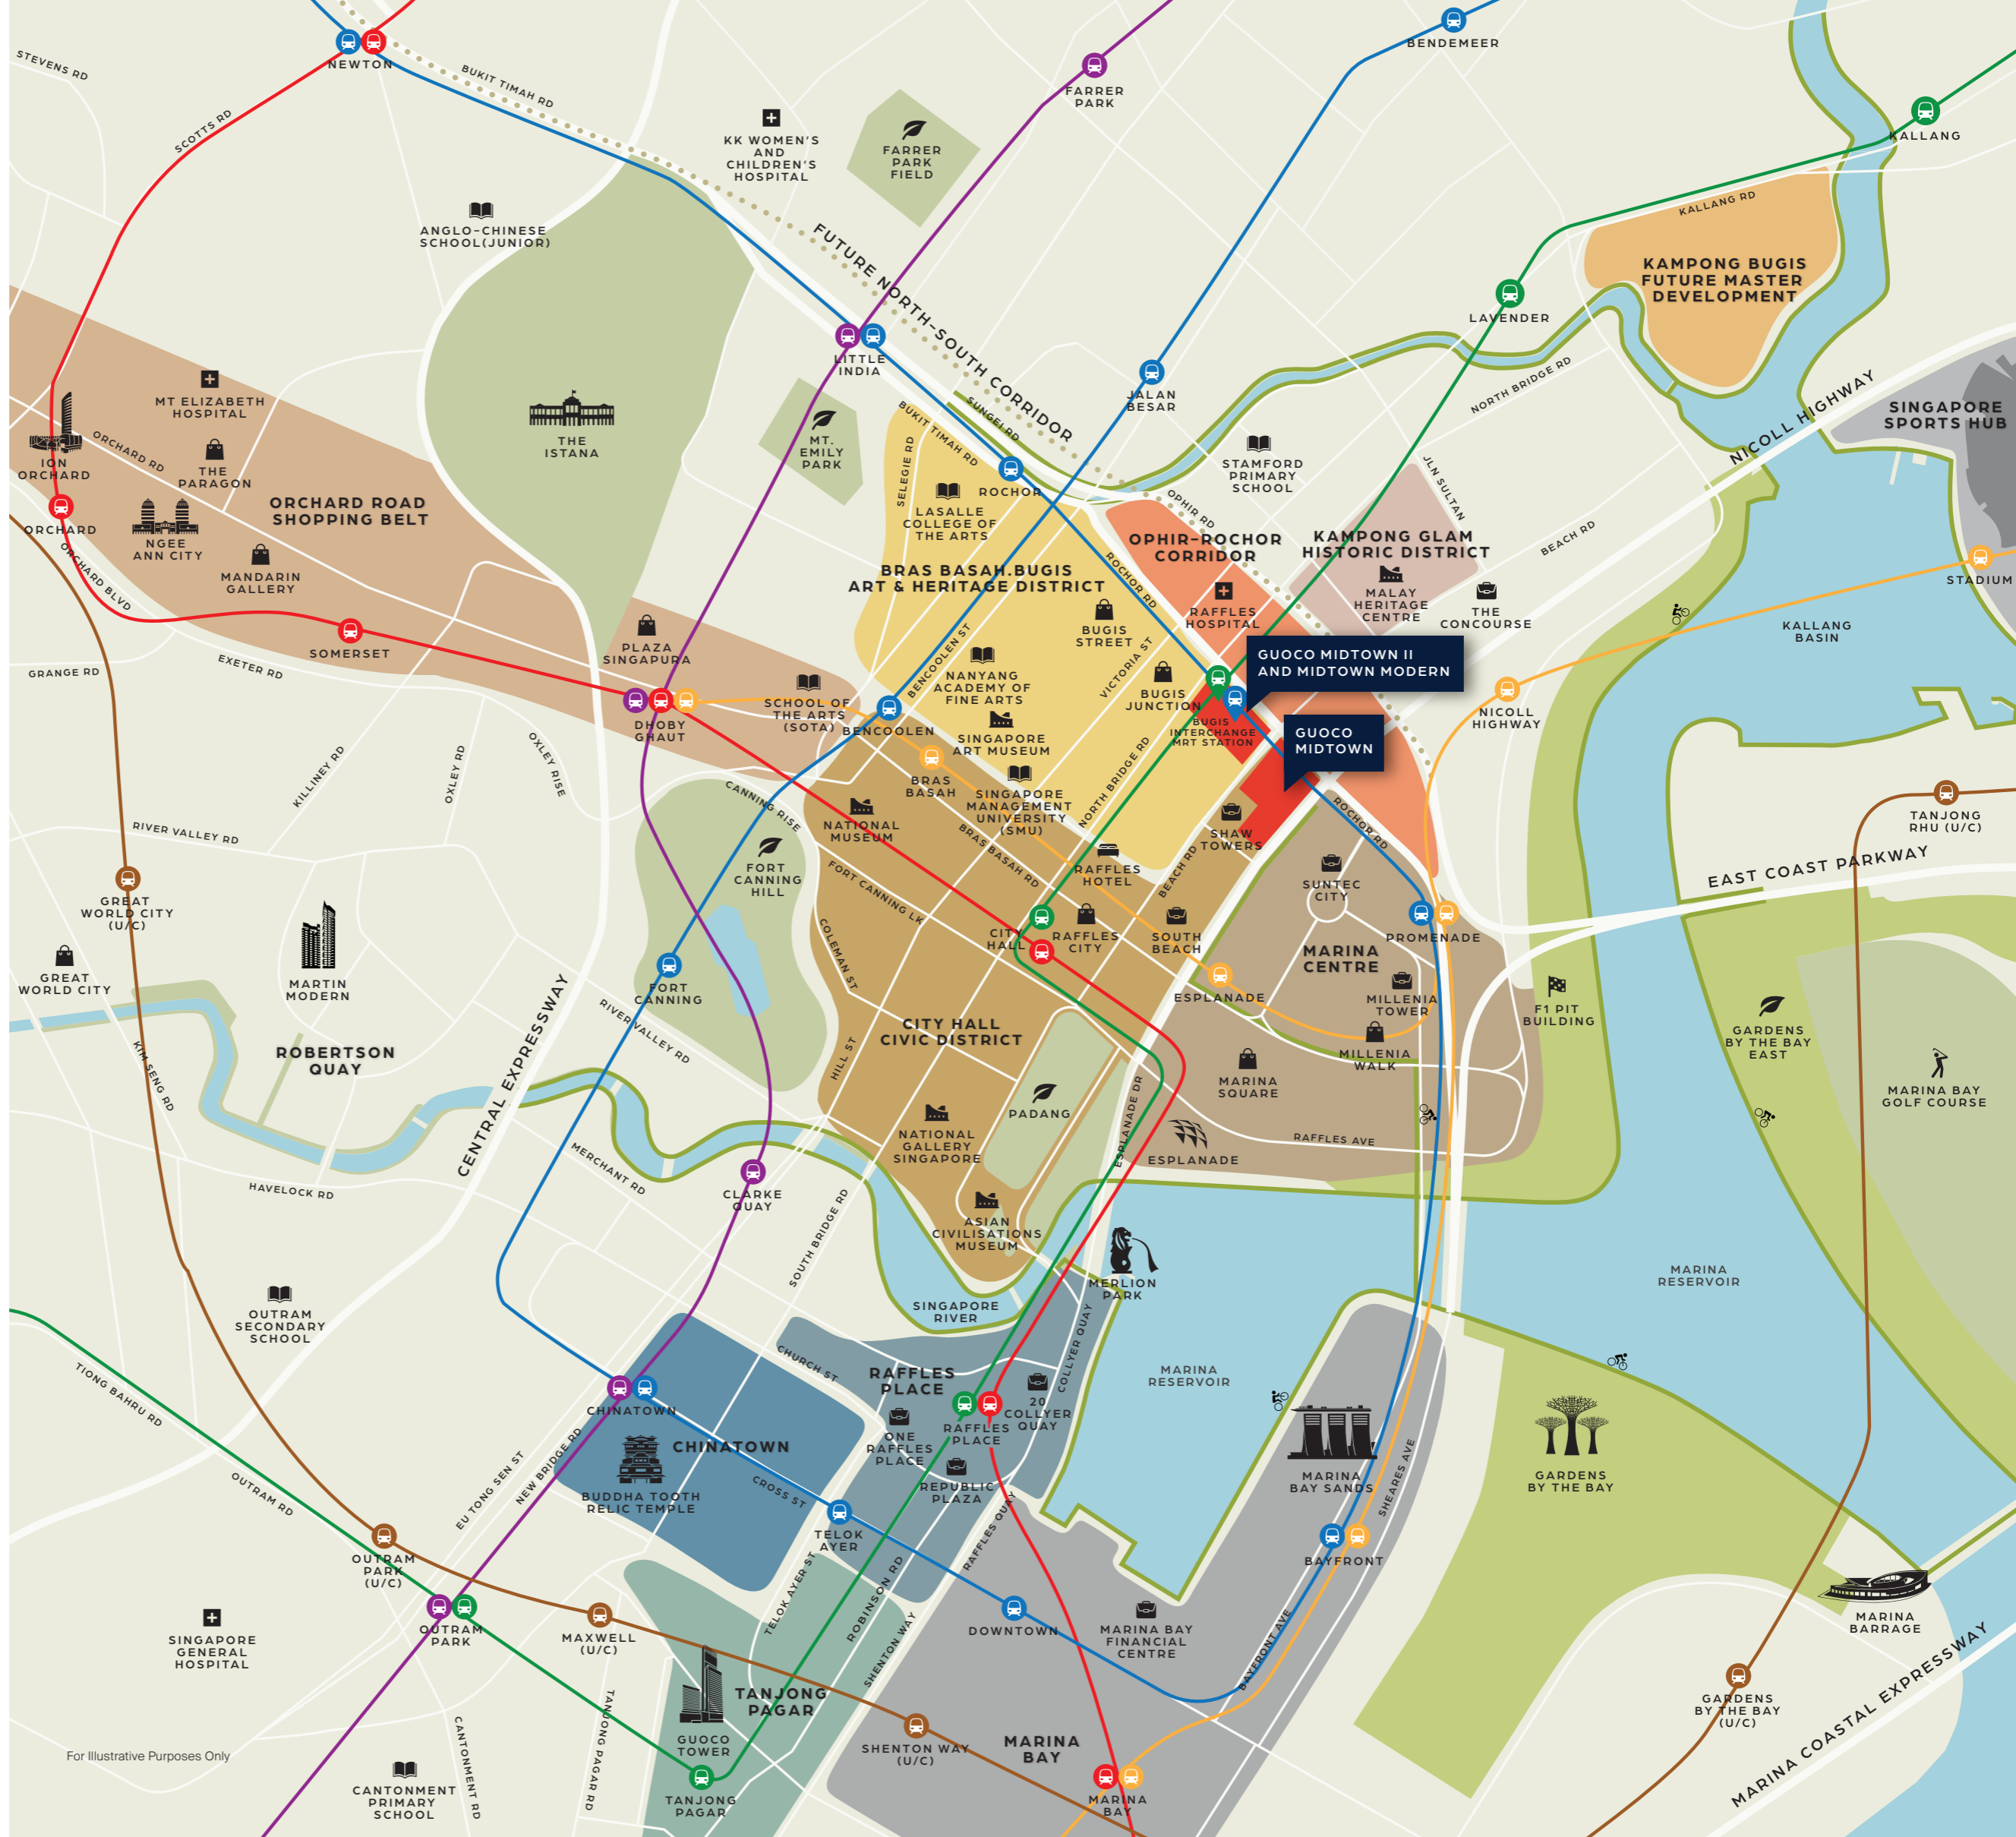 BENDEMEER
NEWTON
STEVENS RD
BUKIT TIMAH RD
FARRER
PARK
SCOTTS RD
KK WOMEN'S
AND
CHILDREN'S
HOSPITAL
FARRER
PARK
FIELD
KALLANG
KALLANG RD
ANGLO-CHINESE
SCHOOL(JUNIOR)
FUTURE NORTH-SOUTH CORRIDOR
KAMPONG BUGIS
FUTURE MASTER
DEVELOPMENT
LAVENDER
LITTLE
INDIA
JALAN
BESAR
NORTH BRIDGE RD
NICOLL HIGHWAY
SINGAPORE
SPORTS HUB
MT ELIZABETH
HOSPITAL
ION
ORCHARD
ORCHARD RD
THE
PARAGON
THE
ISTANA
MT.
EMILY
PARK
BUKIT TIMAH RD
SUNGEI RD
SELEGIE RD
STAMFORD
PRIMARY
SCHOOL
JLN SULTAN
ROCHOR
ORCHARD ROAD
SHOPPING BELT
ORCHARD
NGEE
ANN CITY
MANDARIN
GALLERY
ORCHARD BLVD
LASALLE
COLLEGE OF
THE ARTS
OPHIR RD
OPHIR-ROCHOR
CORRIDOR
KAMPONG GLAM
HISTORIC DISTRICT
BEACH RD
STADIUM
BRAS BASAH.BUGIS
ART & HERITAGE DISTRICT
ROCHOR RD
RAFFLES
HOSPITAL
MALAY
HERITAGE
CENTRE
THE
CONCOURSE
KALLANG
BASIN
BUGIS
STREET
SOMERSET
PLAZA
SINGAPURA
GRANGE RD
EXETER RD
BENCOOLEN ST
VICTORIA ST
NANYANG
ACADEMY OF
FINE ARTS
BUGIS
JUNCTION
GUOCO MIDTOWN II
AND MIDTOWN MODERN
SCHOOL OF
THE ARTS
(SOTA)
DHOBY
GHAUT
BENCOOLEN
SINGAPORE
ART MUSEUM
BUGIS
INTERCHANGE
MRT STATION
GUOCO
MIDTOWN
NICOLL
HIGHWAY
KILLINEY RD
OXLEY RD
OXLEY RISE
BRAS
BASAH
SINGAPORE
MANAGEMENT
UNIVERSITY
(SMU)
NORTH BRIDGE RD
CANNING RISE
NATIONAL
MUSEUM
SHAW
TOWERS
ROCHOR RD
TANJONG
RHU (U/C)
RIVER VALLEY RD
BRAS BASAH RD
FORT
CANNING
HILL
FORT CANNING LK
RAFFLES
HOTEL
BEACH RD
SUNTEC
CITY
EAST COAST PARKWAY
GREAT
WORLD CITY
(U/C)
CITY
HALL
RAFFLES
CITY
SOUTH
BEACH
PROMENADE
GREAT
WORLD CITY
MARTIN
MODERN
COLEMAN ST
MARINA
CENTRE
FORT
CANNING
ESPLANADE
MILLENIA
TOWER
F1 PIT
BUILDING
CENTRAL EXPRESSWAY
RIVER VALLEY RD
CITY HALL
CIVIC DISTRICT
MILLENIA
WALK
GARDENS
BY THE BAY
EAST
ROBERTSON
QUAY
KIM SENG RD
HILL ST
PADANG
ESPLANADE DR
MARINA
SQUARE
MARINA BAY
GOLF COURSE
NATIONAL
GALLERY
SINGAPORE
ESPLANADE
RAFFLES AVE
MERCHANT RD
HAVELOCK RD
CLARKE
QUAY
SOUTH BRIDGE RD
ASIAN
CIVILISATIONS
MUSEUM
MERLION
PARK
MARINA
RESERVOIR
SINGAPORE
RIVER
OUTRAM
SECONDARY
SCHOOL
CHURCH ST
COLLYER QUAY
MARINA
RESERVOIR
TIONG BAHRU RD
RAFFLES
PLACE
CHINATOWN
20
COLLYER
QUAY
RAFFLES
PLACE
ONE
RAFFLES
PLACE
CHINATOWN
REPUBLIC
PLAZA
BUDDHA TOOTH
RELIC TEMPLE
CROSS ST
MARINA
BAY SANDS
SHEARES AVE
GARDENS
BY THE BAY
OUTRAM RD
EU TONG SEN ST
NEW BRIDGE RD
TELOK
AYER
RAFFLES QUAY
BAYFRONT
OUTRAM
PARK
(U/C)
TELOK AYER ST
ROBINSON RD
SHENTON WAY
OUTRAM
PARK
SINGAPORE
GENERAL
HOSPITAL
MAXWELL
(U/C)
DOWNTOWN
MARINA BAY
FINANCIAL
CENTRE
BAYFRONT AVE
MARINA
BARRAGE
TANJONG
PAGAR
GUOCO
TOWER
TANJONG PAGAR RD
CANTONMENT RD
SHENTON WAY
(U/C)
MARINA
BAY
GARDENS
BY THE BAY
(U/C)
MARINA COASTAL EXPRESSWAY
For Illustrative Purposes Only
CANTONMENT
PRIMARY
SCHOOL
TANJONG
PAGAR
MARINA
BAY